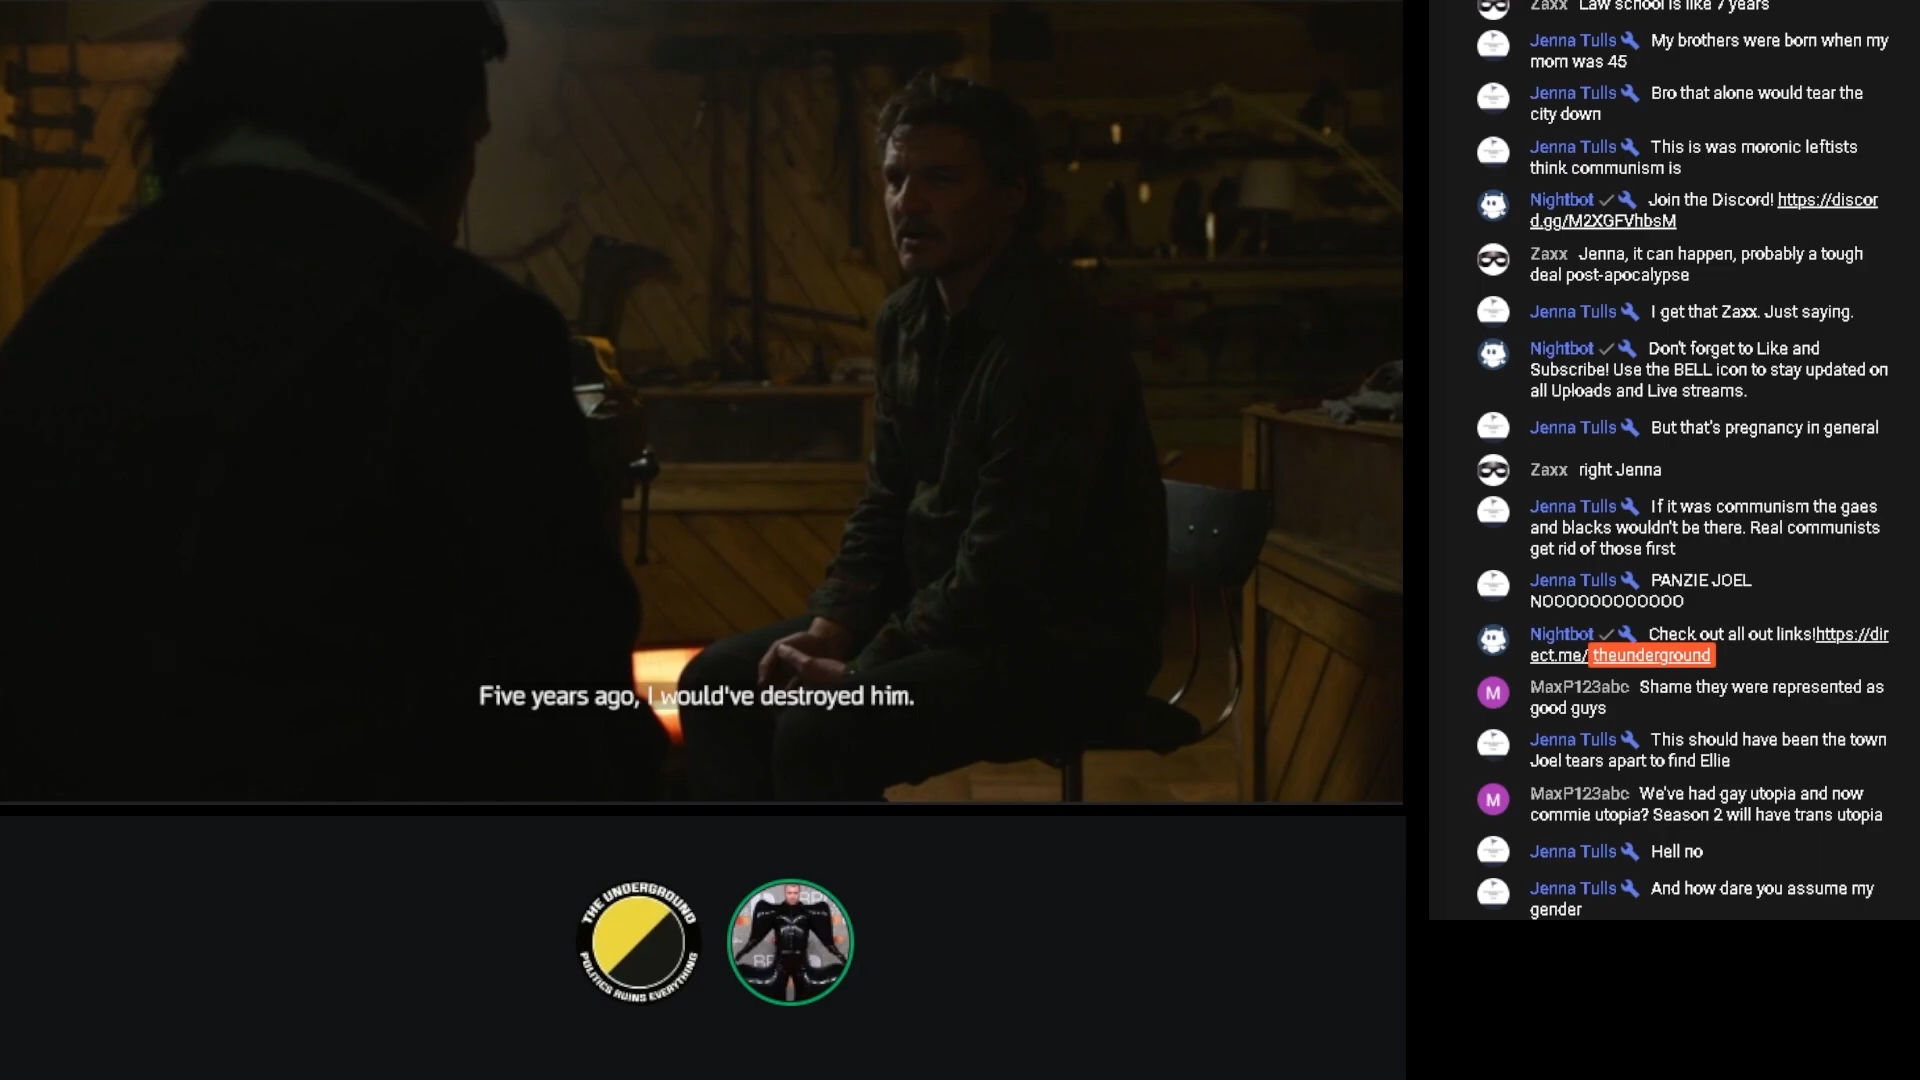 Five years ago, I would've destroyed him.
THE UNDERGROUND
POLITICS RUINS EVERYTHING
Zaxx Law school is like 7 years
Jenna Tulls My brothers were born when my
mom was 45
Jenna Tulls Bro that alone would tear the
city down
Jenna Tulls This is was moronic leftists
think communism is
Nightbot Join the Discord! https://discor
d.gg/M2XGFVhbsM
Zaxx Jenna, it can happen, probably a tough
deal post-apocalypse
Jenna Tulls I get that Zaxx. Just saying.
Nightbot Don't forget to Like and
Subscribe! Use the BELL icon to stay updated on
all Uploads and Live streams.
Jenna Tulls But that's pregnancy in general
Zaxx right Jenna
Jenna Tulls If it was communism the gaes
and blacks wouldn't be there. Real communists
get rid of those first
Jenna Tulls PANZIE JOEL
NOOOOOOOOOOOO
Nightbot Check out all out links!https://dir
ect.me/theunderground
M MaxP123abc Shame they were represented as
good guys
Jenna Tulls This should have been the town
Joel tears apart to find Ellie
M MaxP123abc We've had gay utopia and now
commie utopia? Season 2 will have trans utopia
Jenna Tulls Hell no
Jenna Tulls And how dare you assume my
gender